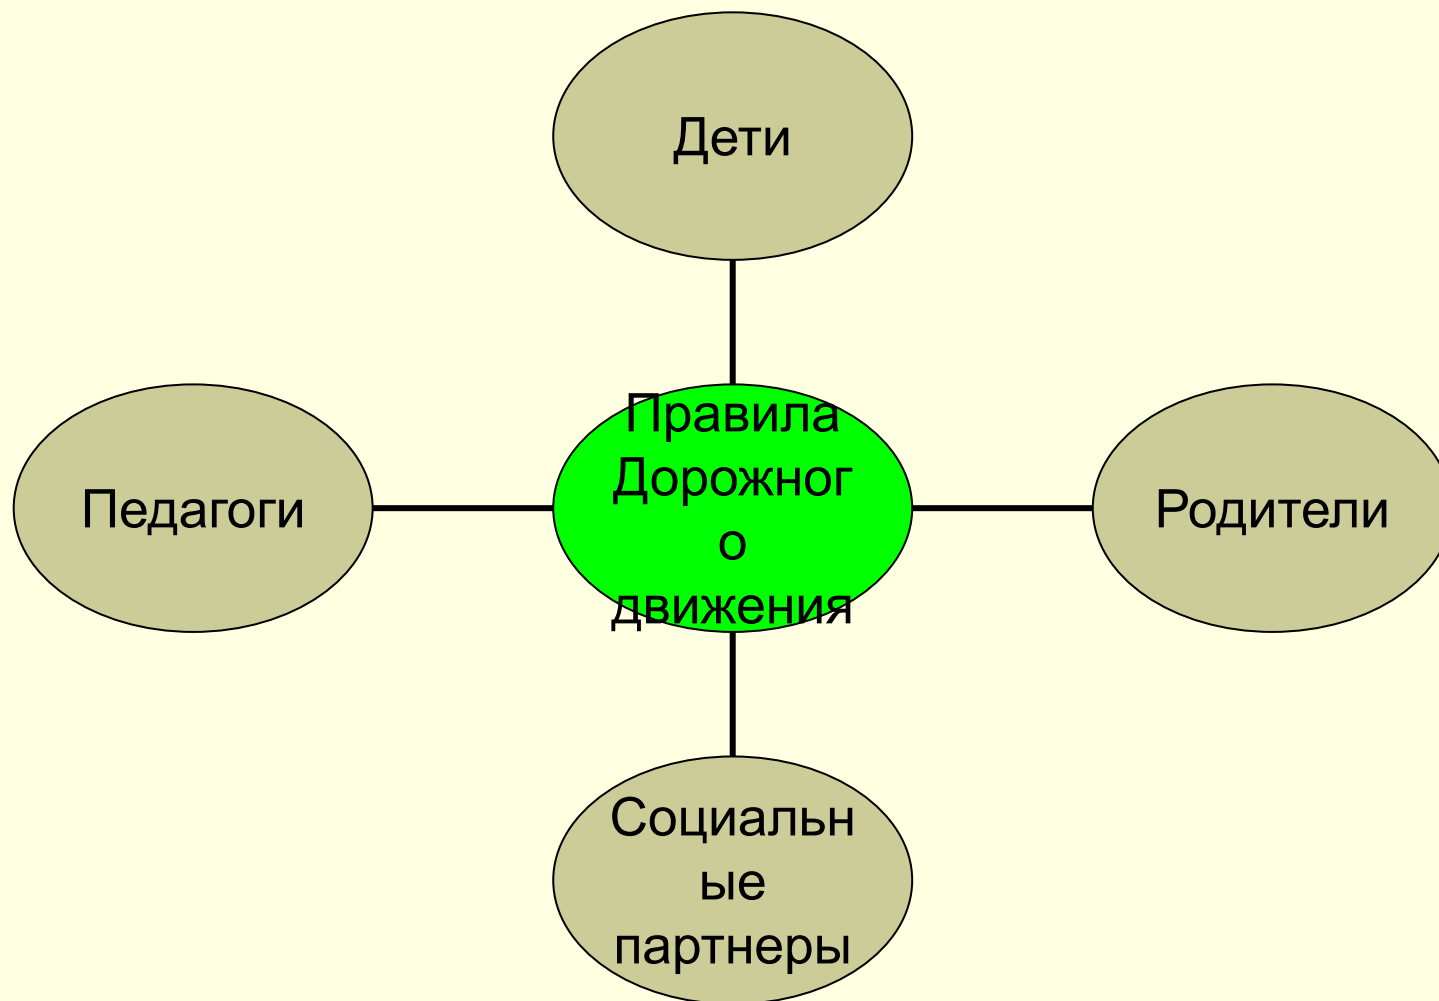 Дети
Правила
Дорожног
о
движения
Педагоги
Родители
Социальн
ые
партнеры